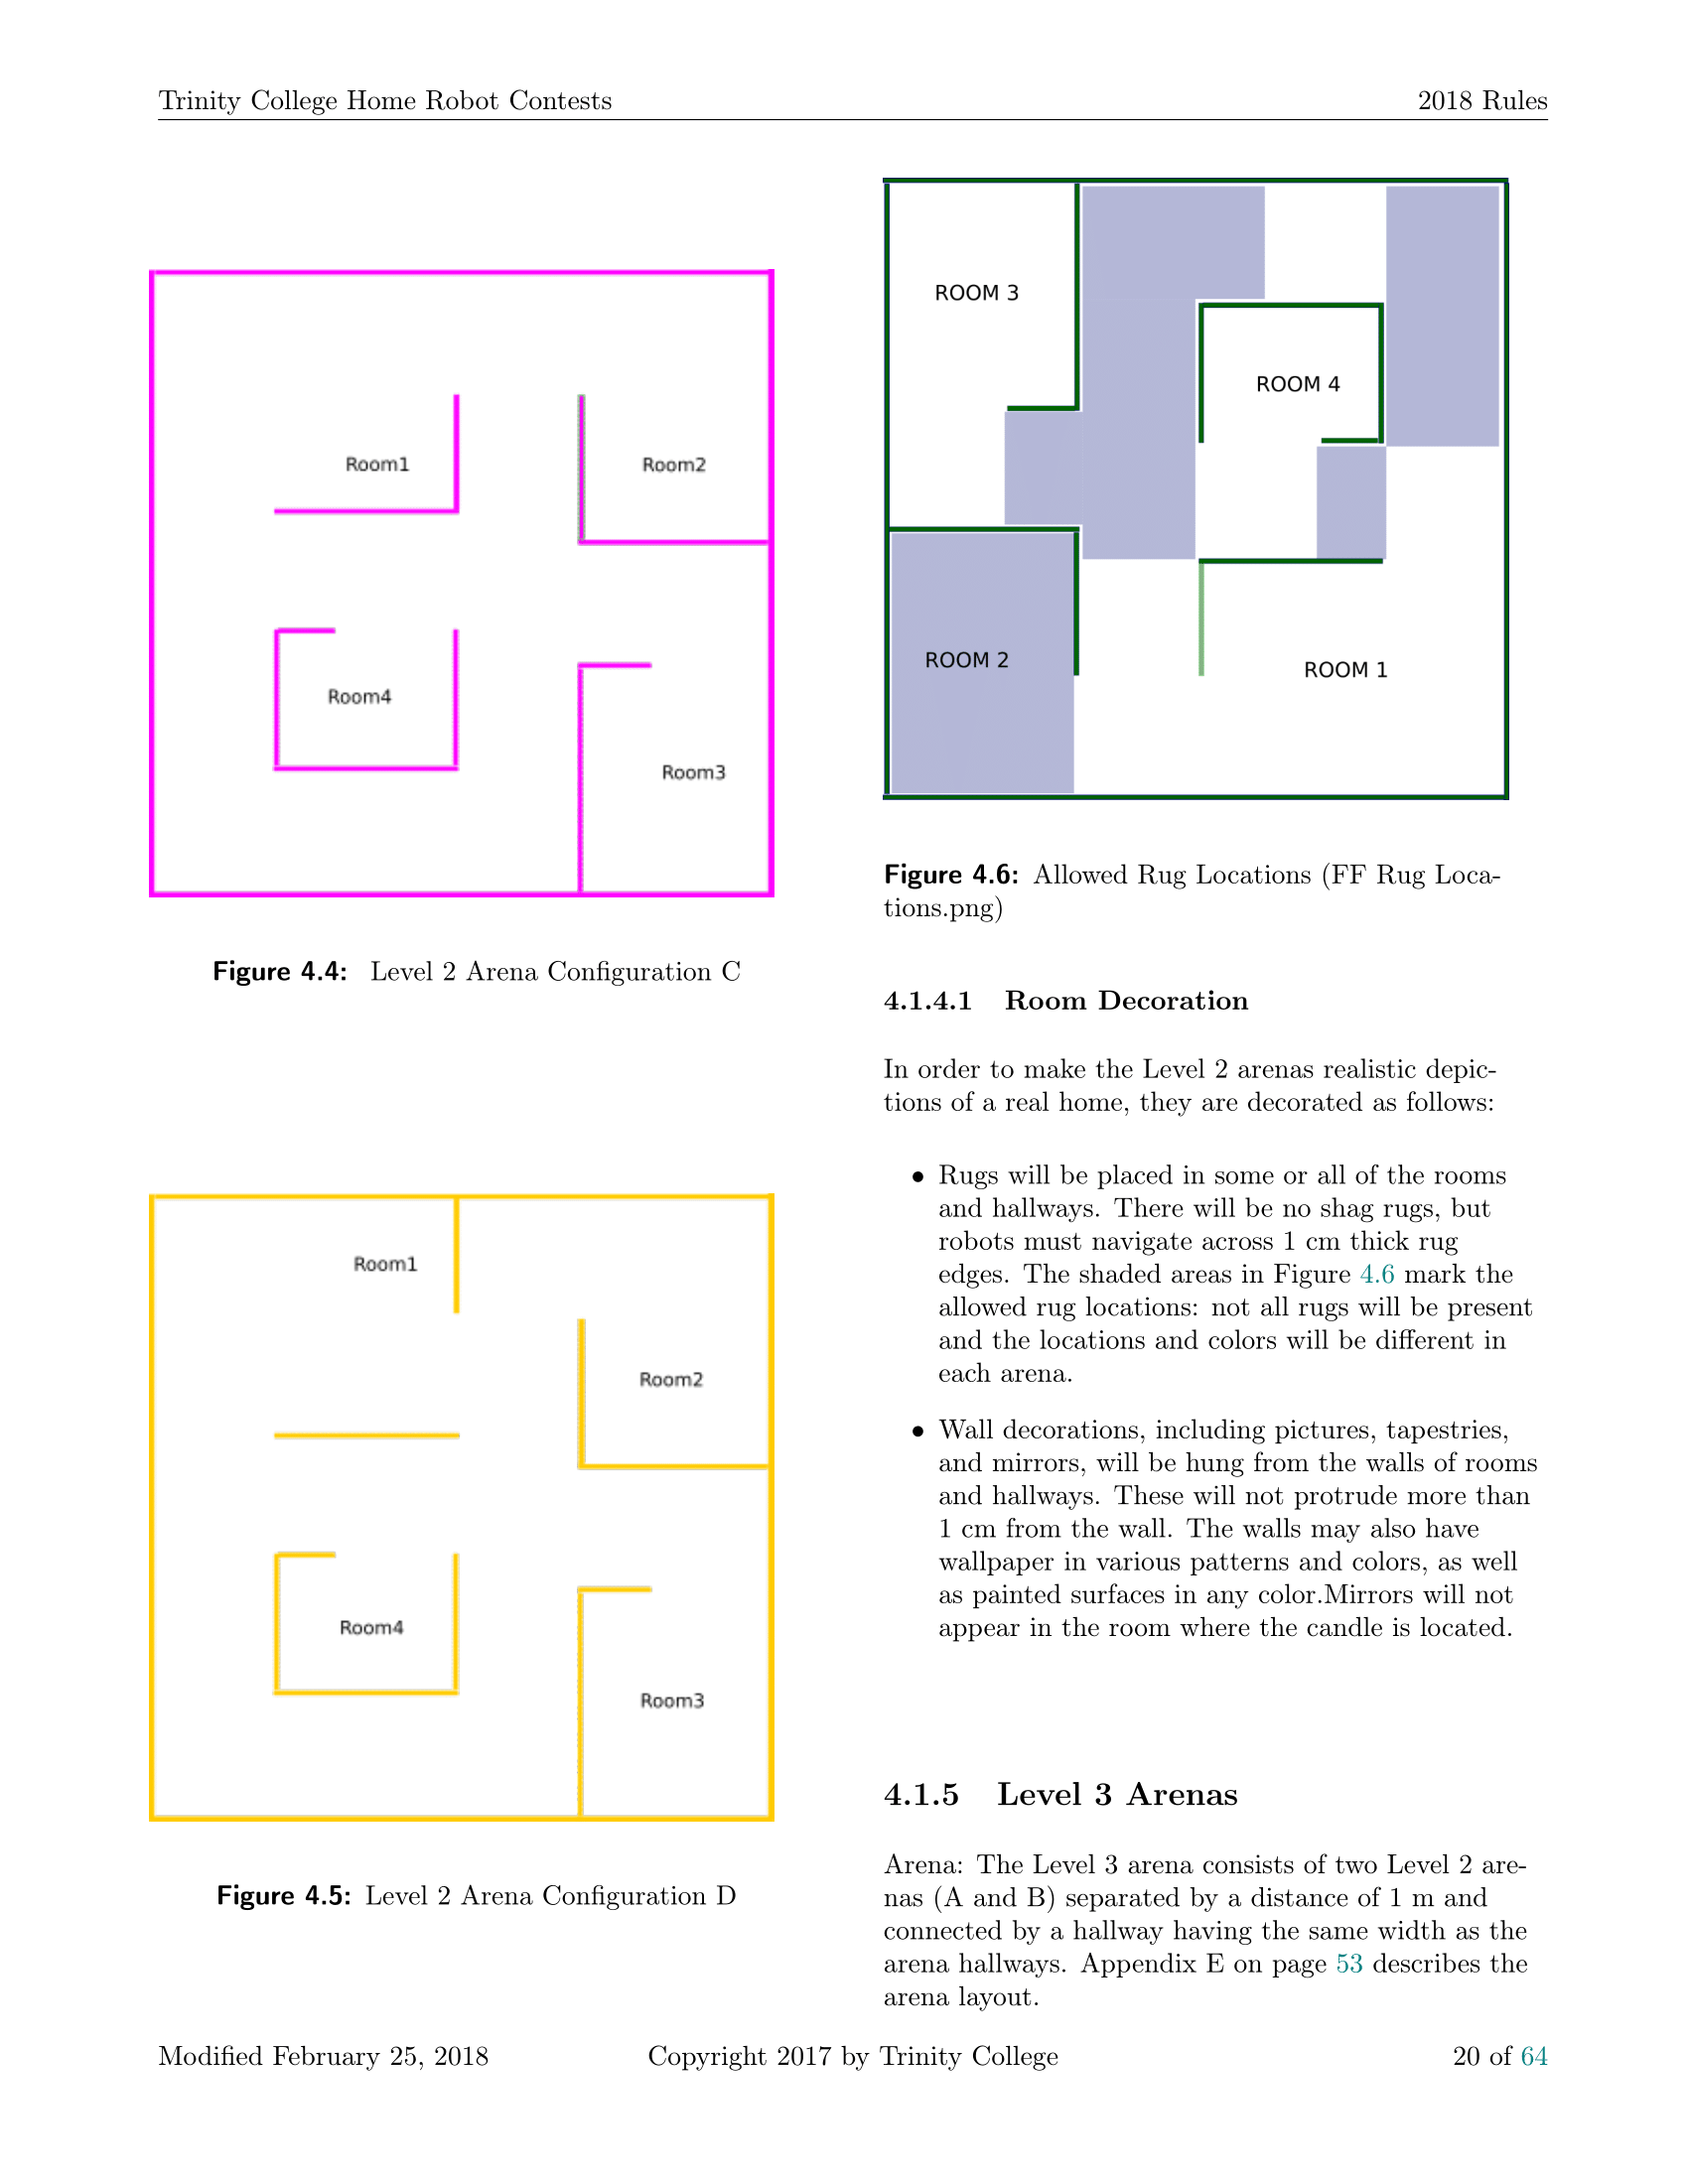 Trinity College Home Robot Contests 2018 Rules
Room1
Room2
Room4
Room3
Figure 4.4: Level 2 Arena Configuration C
Room1
Room2
Room4
Room3
Figure 4.5: Level 2 Arena Configuration D
ROOM 3
ROOM 4
ROOM 2
ROOM 1
Figure 4.6: Allowed Rug Locations (FF Rug Loca-
tions.png)
4.1.4.1 Room Decoration
In order to make the Level 2 arenas realistic depic-
tions of a real home, they are decorated as follows:
• Rugs will be placed in some or all of the rooms
and hallways. There will be no shag rugs, but
robots must navigate across 1 cm thick rug
edges. The shaded areas in Figure 4.6 mark the
allowed rug locations: not all rugs will be present
and the locations and colors will be different in
each arena.
• Wall decorations, including pictures, tapestries,
and mirrors, will be hung from the walls of rooms
and hallways. These will not protrude more than
1 cm from the wall. The walls may also have
wallpaper in various patterns and colors, as well
as painted surfaces in any color.Mirrors will not
appear in the room where the candle is located.
4.1.5 Level 3 Arenas
Arena: The Level 3 arena consists of two Level 2 are-
nas (A and B) separated by a distance of 1 m and
connected by a hallway having the same width as the
arena hallways. Appendix E on page 53 describes the
arena layout.
Modified February 25, 2018 Copyright 2017 by Trinity College 20 of 64